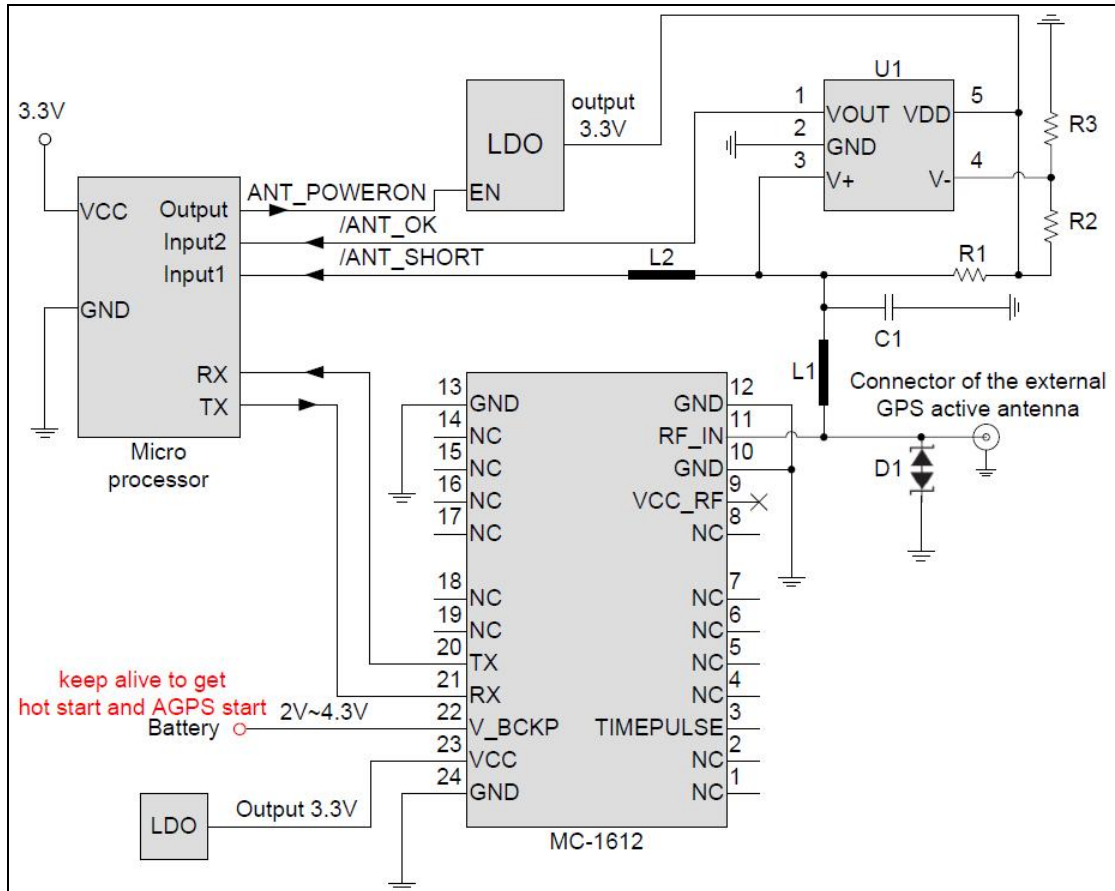 3.3V
VCC
GND
Output
Input2
Input1
RX
TX
Micro
processor
ANT_POWERON
/ANT_OK
/ANT_SHORT
LDO
EN
output
3.3V
U1
1
VOUT
2
GND
3
V+
VDD
5
V-
4
R3
R2
R1
L2
C1
L1
Connector of the external
GPS active antenna
D1
13
GND
14
NC
15
NC
16
NC
17
NC
18
NC
19
NC
20
TX
21
RX
22
V_BCKP
23
VCC
24
GND
12
GND
11
RF_IN
10
GND
9
VCC_RF
8
NC
7
NC
6
NC
5
NC
4
NC
3
TIMEPULSE
2
NC
1
NC
MC-1612
keep alive to get
hot start and AGPS start
Battery
2V~4.3V
LDO
Output 3.3V